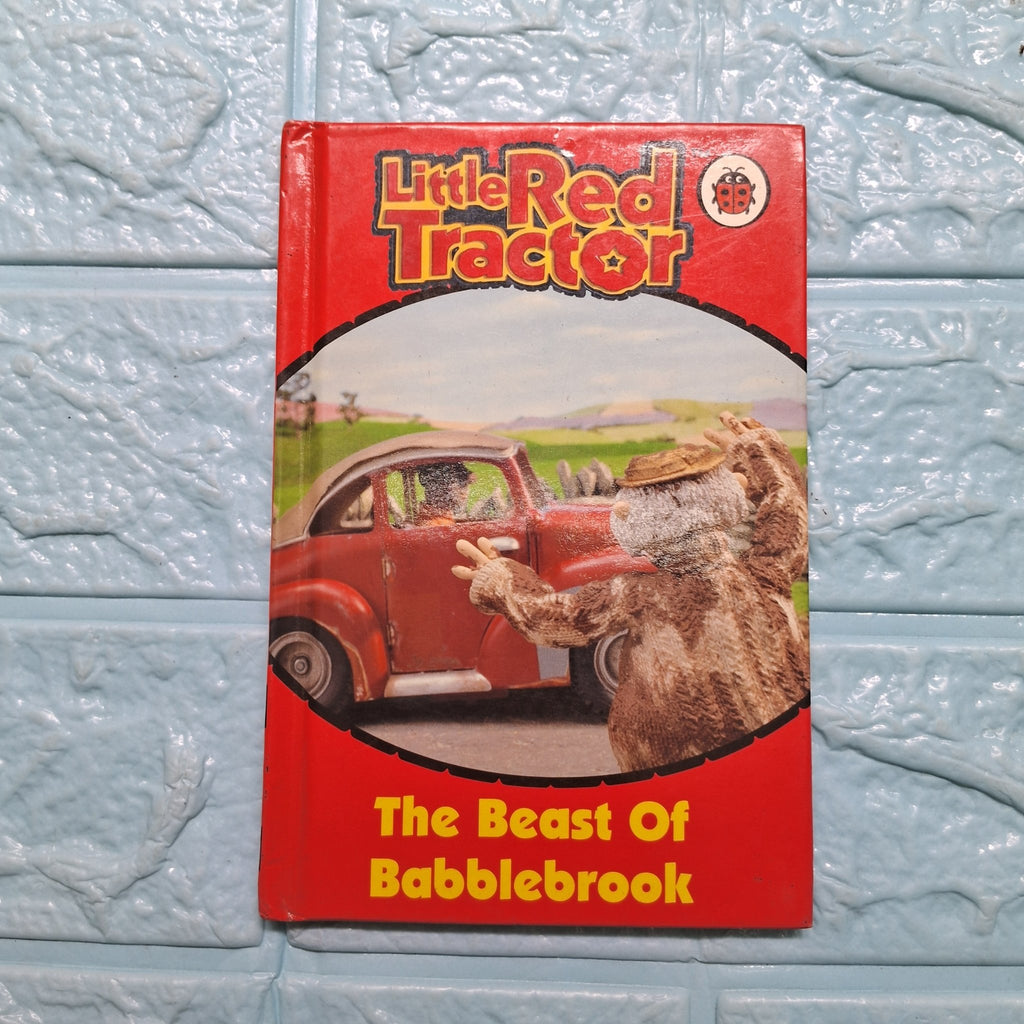 Little Red
Tractor
The Beast Of
Babblebrook